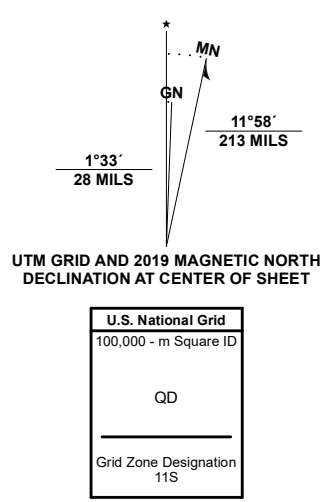 ★
MN
GN
11°58´
213 MILS
1°33´
28 MILS
UTM GRID AND 2019 MAGNETIC NORTH
DECLINATION AT CENTER OF SHEET
U.S. National Grid
100,000 - m Square ID
QD
Grid Zone Designation
11S